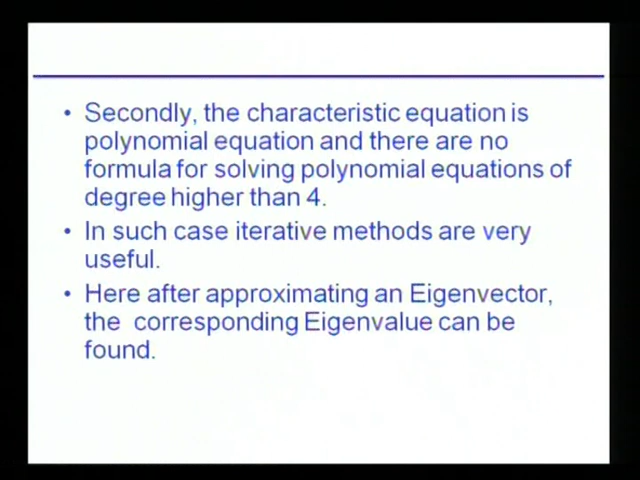 • Secondly, the characteristic equation is
polynomial equation and there are no
formula for solving polynomial equations of
degree higher than 4.
• In such case iterative methods are very
useful.
• Here after approximating an Eigenvector,
the corresponding Eigenvalue can be
found.